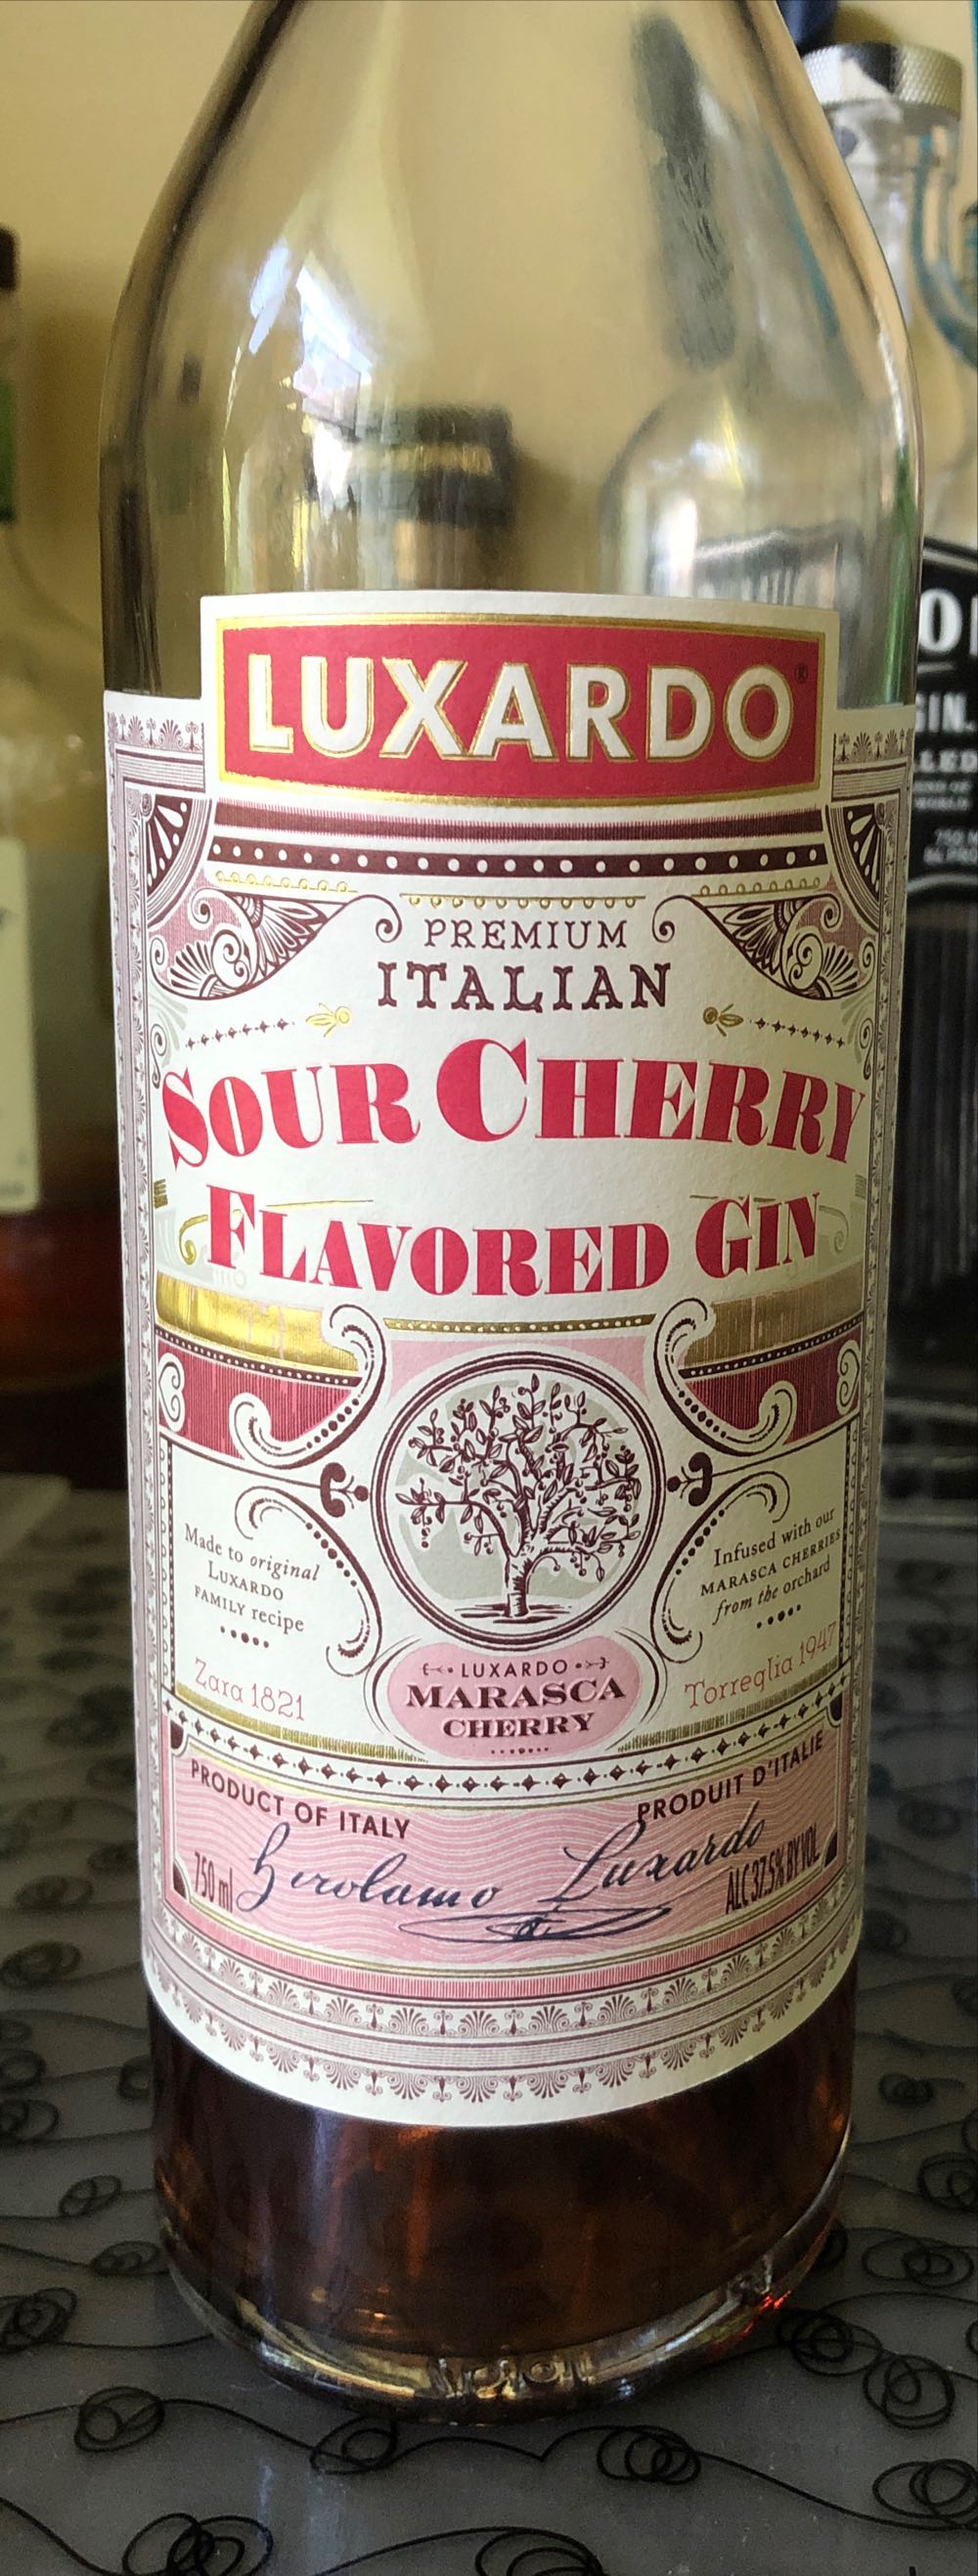 LUXARDO®
PREMIUM
ITALIAN
SOUR CHERRY
FLAVORED GIN
Made to original
LUXARDO
FAMILY recipe
Zara 1821
Infused with our
MARASCA CHERRIES
from the orchard
Torreglia 1947
LUXARDO
MARASCA
CHERRY
PRODUCT OF ITALY
PRODUIT D'ITALIE
750 ml
Girolamo Luxardo
ALC 37.5% BY VOL
GIN